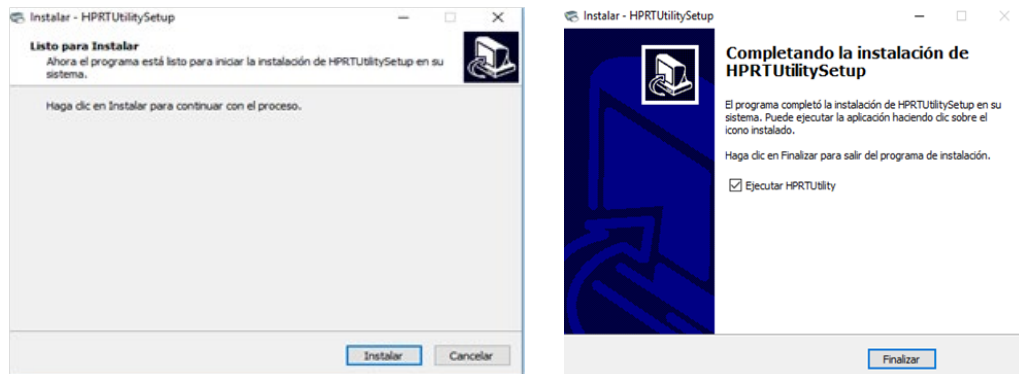 Instalar - HPRTUtilitySetup
Listo para Instalar
Ahora el programa está listo para iniciar la instalación de HPRTUtilitySetup en su
sistema.
Haga clic en Instalar para continuar con el proceso.
Instalar
Cancelar
Instalar - HPRTUtilitySetup
Completando la instalación de
HPRTUtilitySetup
El programa completó la instalación de HPRTUtilitySetup en su
sistema. Puede ejecutar la aplicación haciendo clic sobre el
icono instalado.
Haga clic en Finalizar para salir del programa de instalación.
Ejecutar HPRTUtility
Finalizar